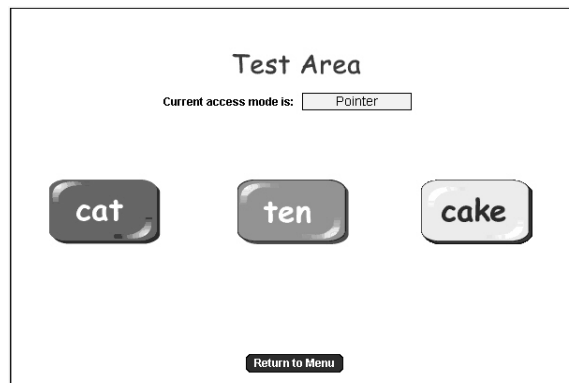 Test Area
Current access mode is: Pointer
cat ten cake
Return to Menu